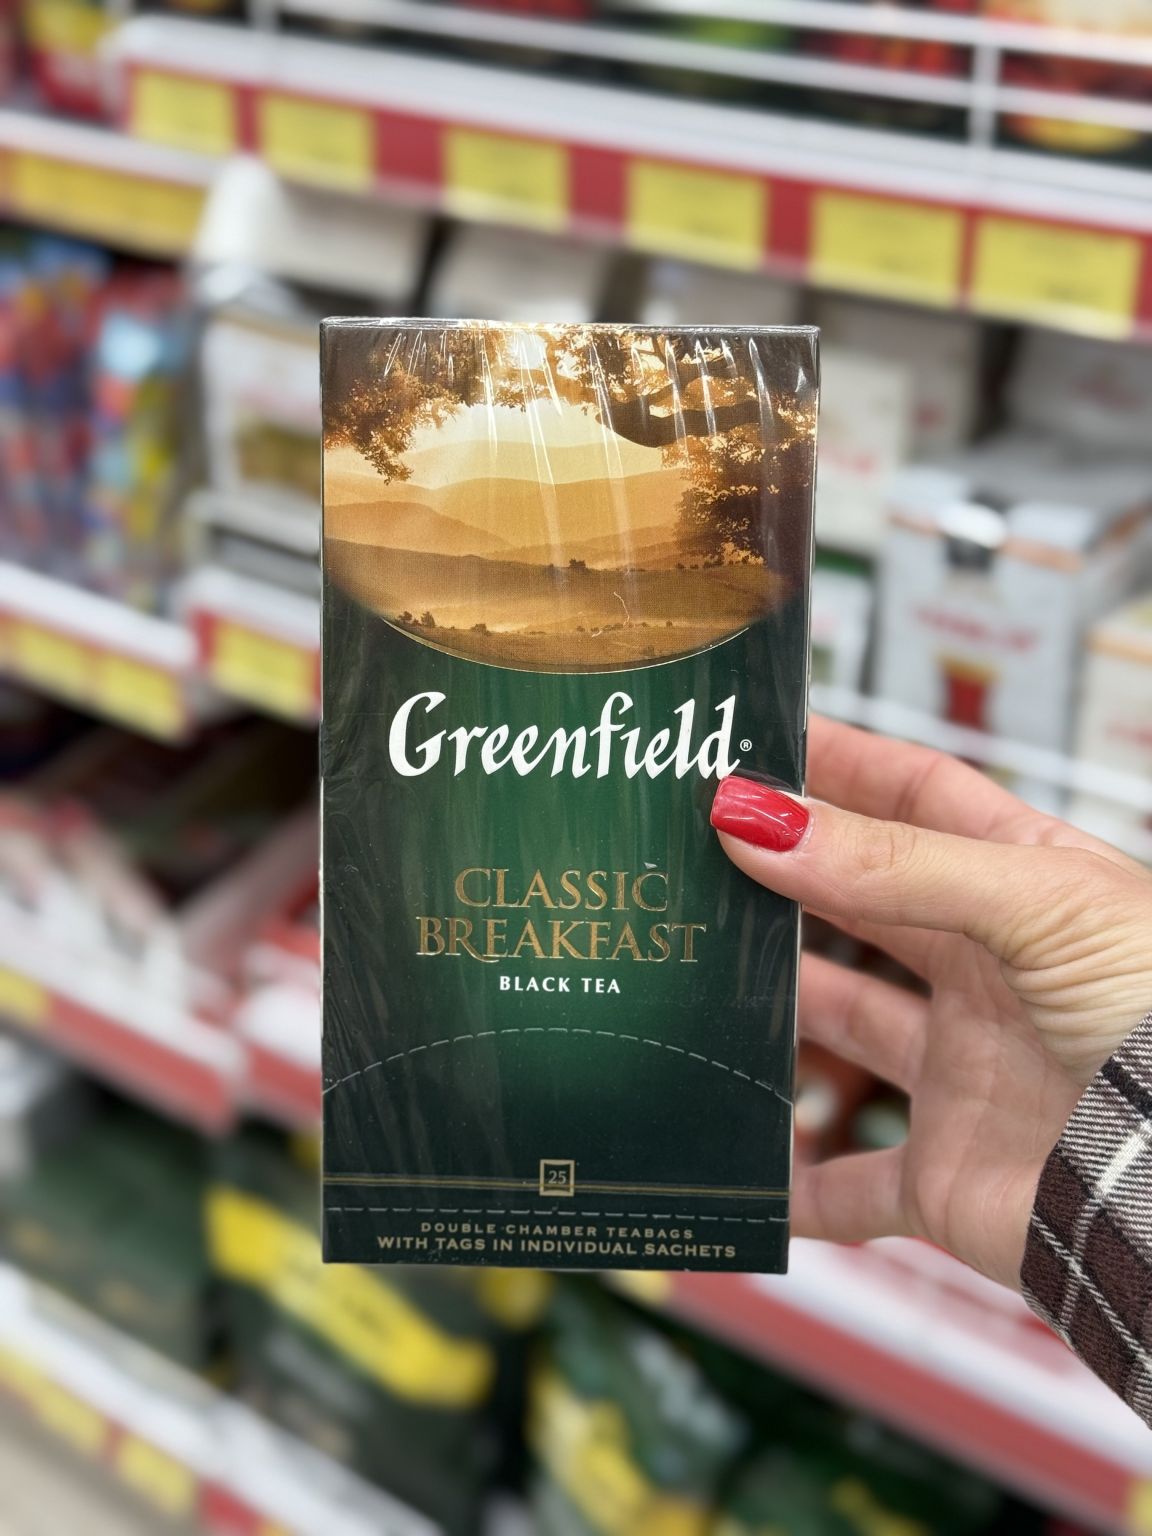 Greenfield®
CLASSIC
BREAKFAST
BLACK TEA
25
DOUBLE CHAMBER TEABAGS
WITH TAGS IN INDIVIDUAL SACHETS